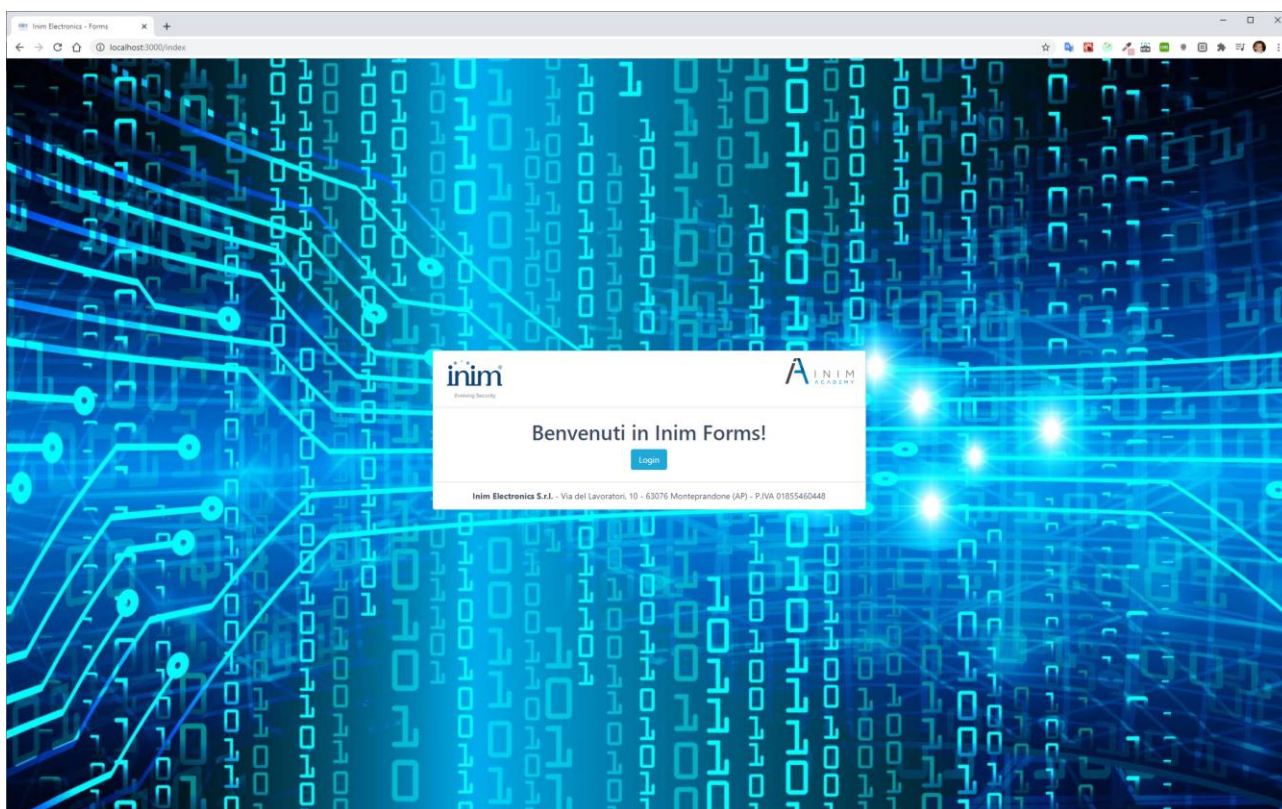 Inim Electronics - Forms
localhost:3000/index
inim
Evolving Security
INIM
ACADEMY
Benvenuti in Inim Forms!
Login
Inim Electronics S.r.l. - Via del Lavoratori, 10 - 63076 Monteprandone (AP) - P.IVA 01855460448